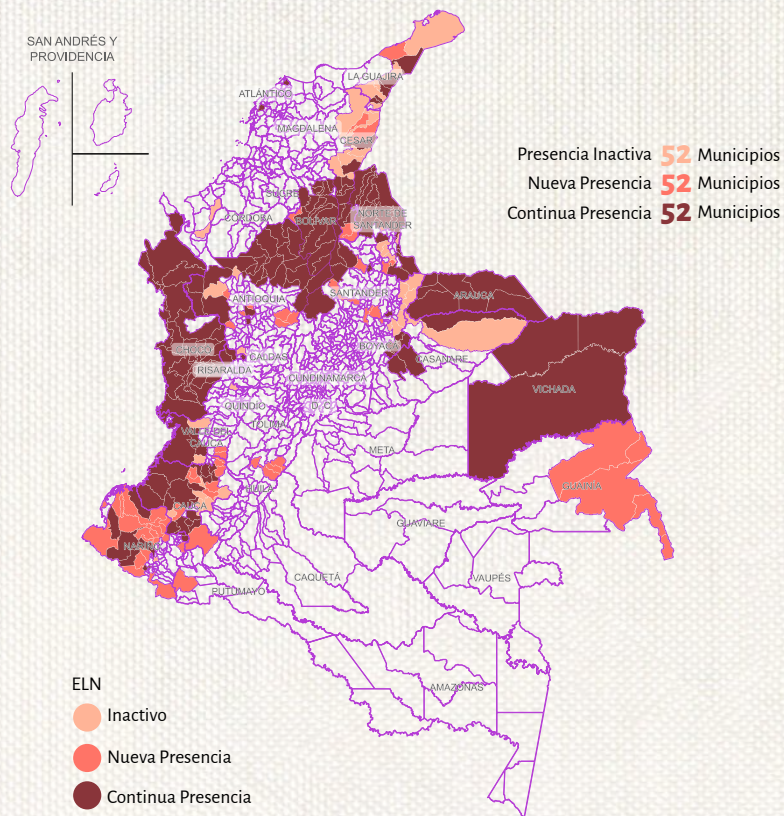 SAN ANDRÉS Y
PROVIDENCIA
LA GUAJIRA
ATLÁNTICO
MAGDALENA
CESAR
Presencia Inactiva 52 Municipios
Nueva Presencia 52 Municipios
Continua Presencia 52 Municipios
SUCRE
CÓRDOBA
BOLÍVAR
NORTE DE
SANTANDER
ANTIOQUIA
SANTANDER
ARAUCA
CHOCÓ
CALDAS
BOYACÁ
CASANARE
RISARALDA
CUNDINAMARCA
VICHADA
QUINDÍO
D. C.
TOLIMA
VALLE DEL
CAUCA
META
HUILA
GUAINÍA
CAUCA
GUAVIARE
NARIÑO
CAQUETÁ
VAUPÉS
PUTUMAYO
AMAZONAS
ELN
Inactivo
Nueva Presencia
Continua Presencia